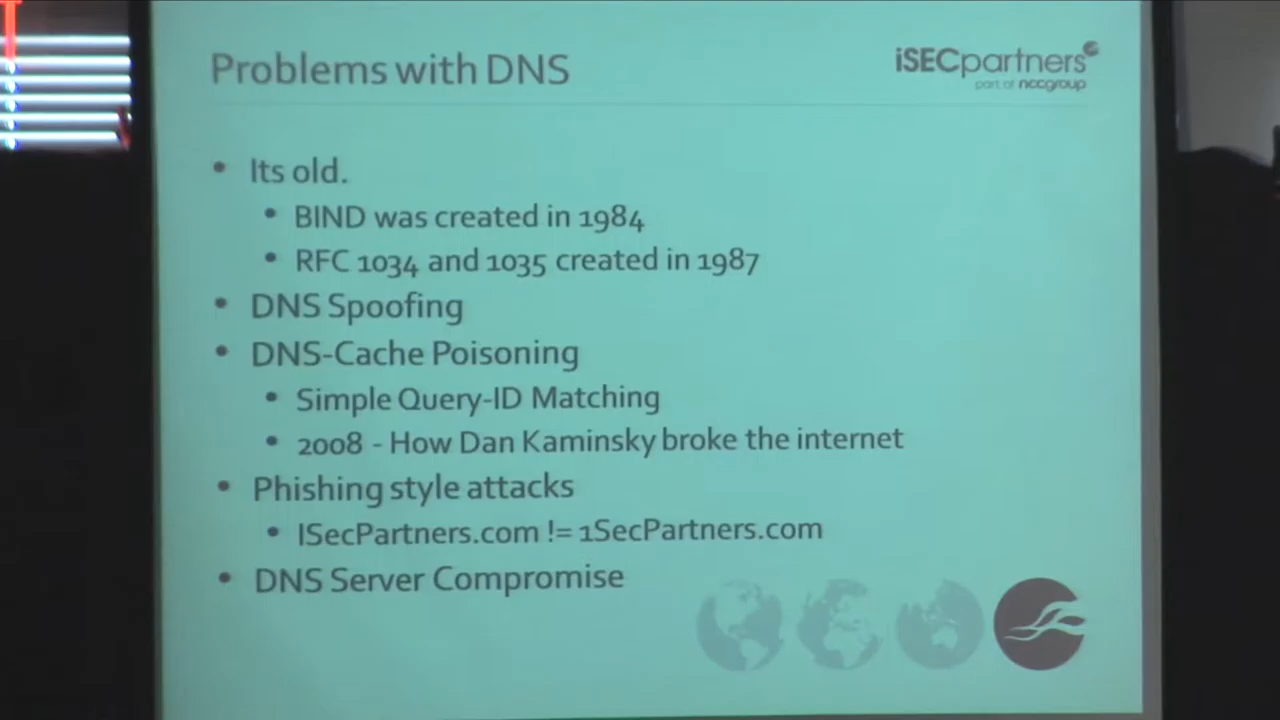 Problems with DNS
iSECpartners
part of nccgroup
• Its old.
• BIND was created in 1984
• RFC 1034 and 1035 created in 1987
• DNS Spoofing
• DNS-Cache Poisoning
• Simple Query-ID Matching
• 2008 - How Dan Kaminsky broke the internet
• Phishing style attacks
• ISecPartners.com != 1SecPartners.com
• DNS Server Compromise